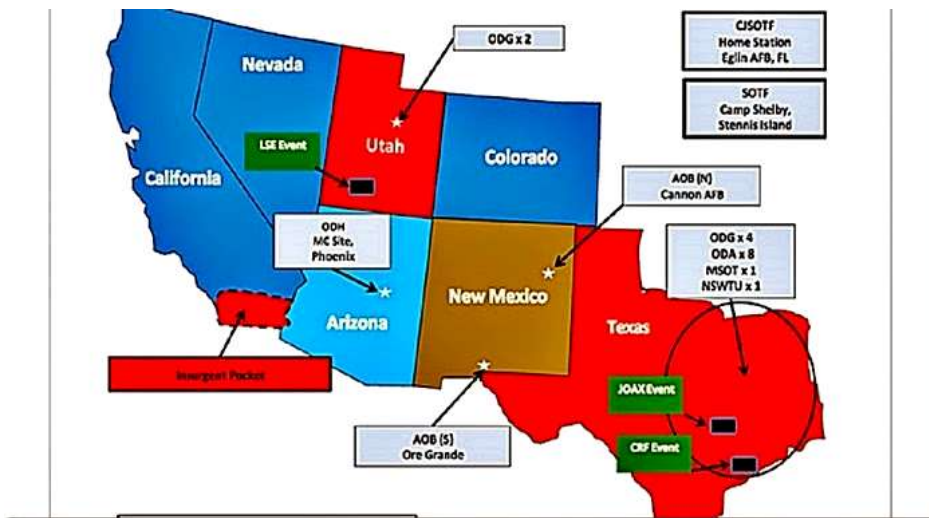 ODG x 2
CJSOTF
Home Station
Eglin AFB, FL
SOTF
Camp Shelby,
Stennis Island
Nevada
LSE Event
Utah
Colorado
California
AOB (N)
Cannon AFB
ODH
MC Site,
Phoenix
ODG x 4
ODA x 8
MSOT x 1
NSWTU x 1
New Mexico
Arizona
Texas
Insurgent Pocket
JOAX Event
AOB (S)
Ore Grande
CRF Event